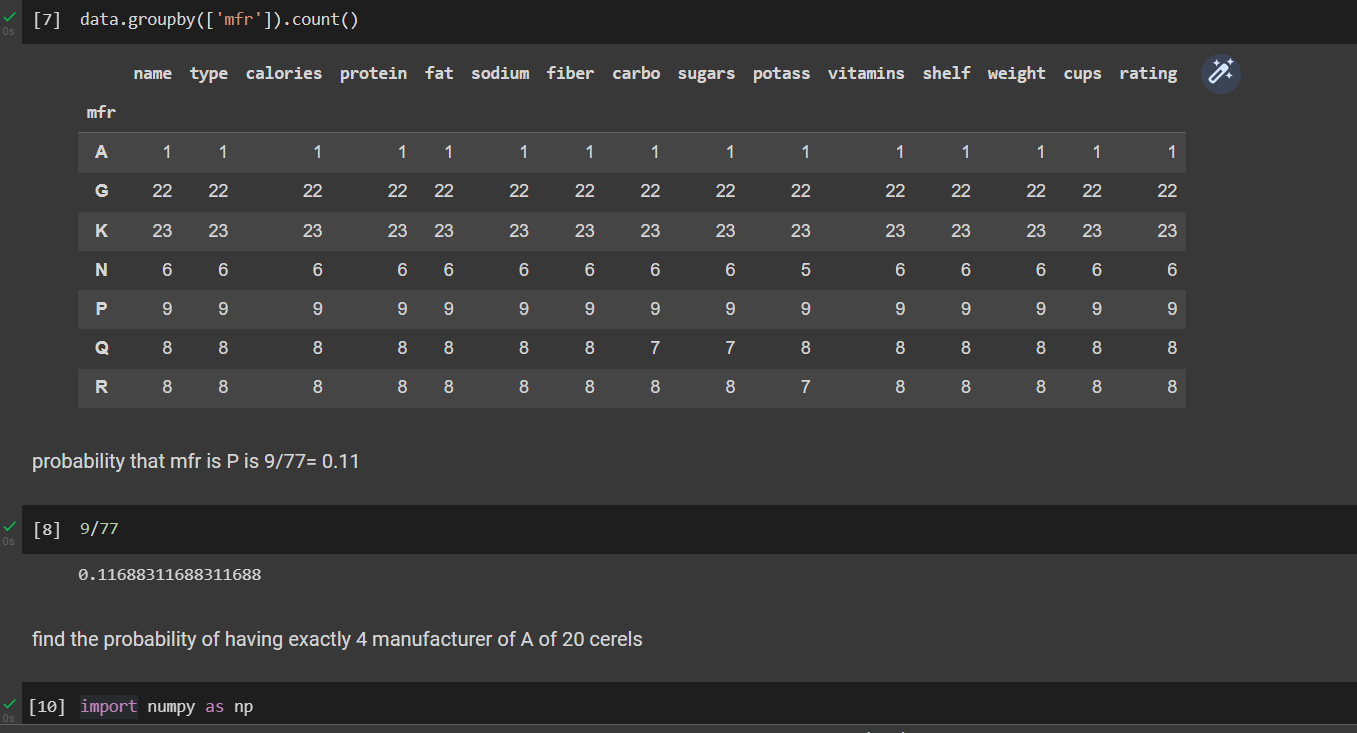 [7] data.groupby(['mfr']).count()
name type calories protein fat sodium fiber carbo sugars potass vitamins shelf weight cups rating
mfr
A 1 1 1 1 1 1 1 1 1 1 1 1 1 1 1
G 22 22 22 22 22 22 22 22 22 22 22 22 22 22 22
K 23 23 23 23 23 23 23 23 23 23 23 23 23 23 23
N 6 6 6 6 6 6 6 6 6 5 6 6 6 6 6
P 9 9 9 9 9 9 9 9 9 9 9 9 9 9 9
Q 8 8 8 8 8 8 8 7 7 8 8 8 8 8 8
R 8 8 8 8 8 8 8 8 8 7 8 8 8 8 8
0s
probability that mfr is P is 9/77= 0.11
[8] 9/77
0s
0.11688311688311688
find the probability of having exactly 4 manufacturer of A of 20 cerels
[10] import numpy as np
0s